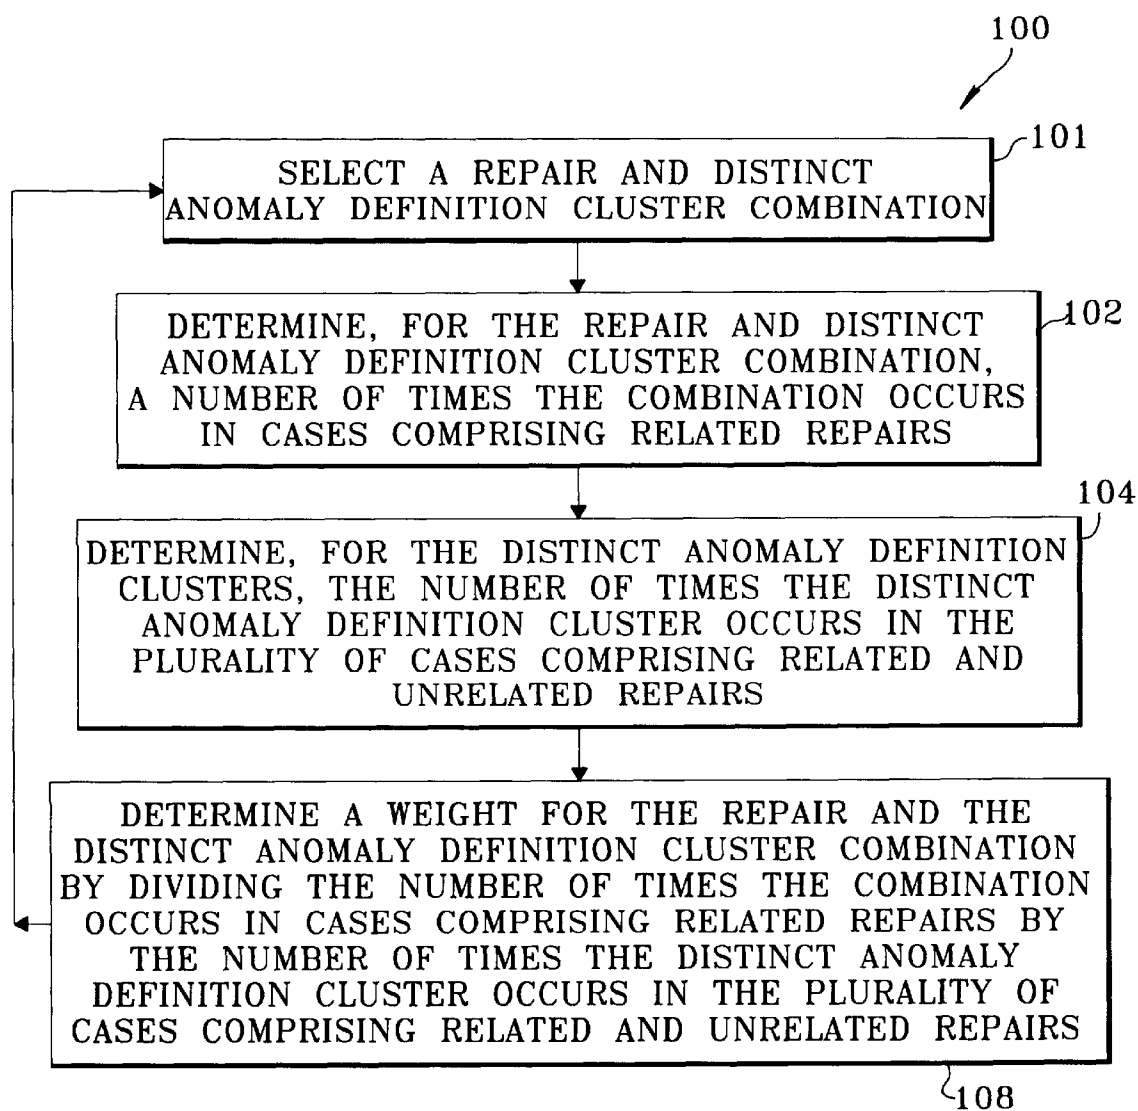 100
101
SELECT A REPAIR AND DISTINCT
ANOMALY DEFINITION CLUSTER COMBINATION
102
DETERMINE, FOR THE REPAIR AND DISTINCT
ANOMALY DEFINITION CLUSTER COMBINATION,
A NUMBER OF TIMES THE COMBINATION OCCURS
IN CASES COMPRISING RELATED REPAIRS
104
DETERMINE, FOR THE DISTINCT ANOMALY DEFINITION
CLUSTERS, THE NUMBER OF TIMES THE DISTINCT
ANOMALY DEFINITION CLUSTER OCCURS IN THE
PLURALITY OF CASES COMPRISING RELATED AND
UNRELATED REPAIRS
DETERMINE A WEIGHT FOR THE REPAIR AND THE
DISTINCT ANOMALY DEFINITION CLUSTER COMBINATION
BY DIVIDING THE NUMBER OF TIMES THE COMBINATION
OCCURS IN CASES COMPRISING RELATED REPAIRS BY
THE NUMBER OF TIMES THE DISTINCT ANOMALY
DEFINITION CLUSTER OCCURS IN THE PLURALITY OF
CASES COMPRISING RELATED AND UNRELATED REPAIRS
108